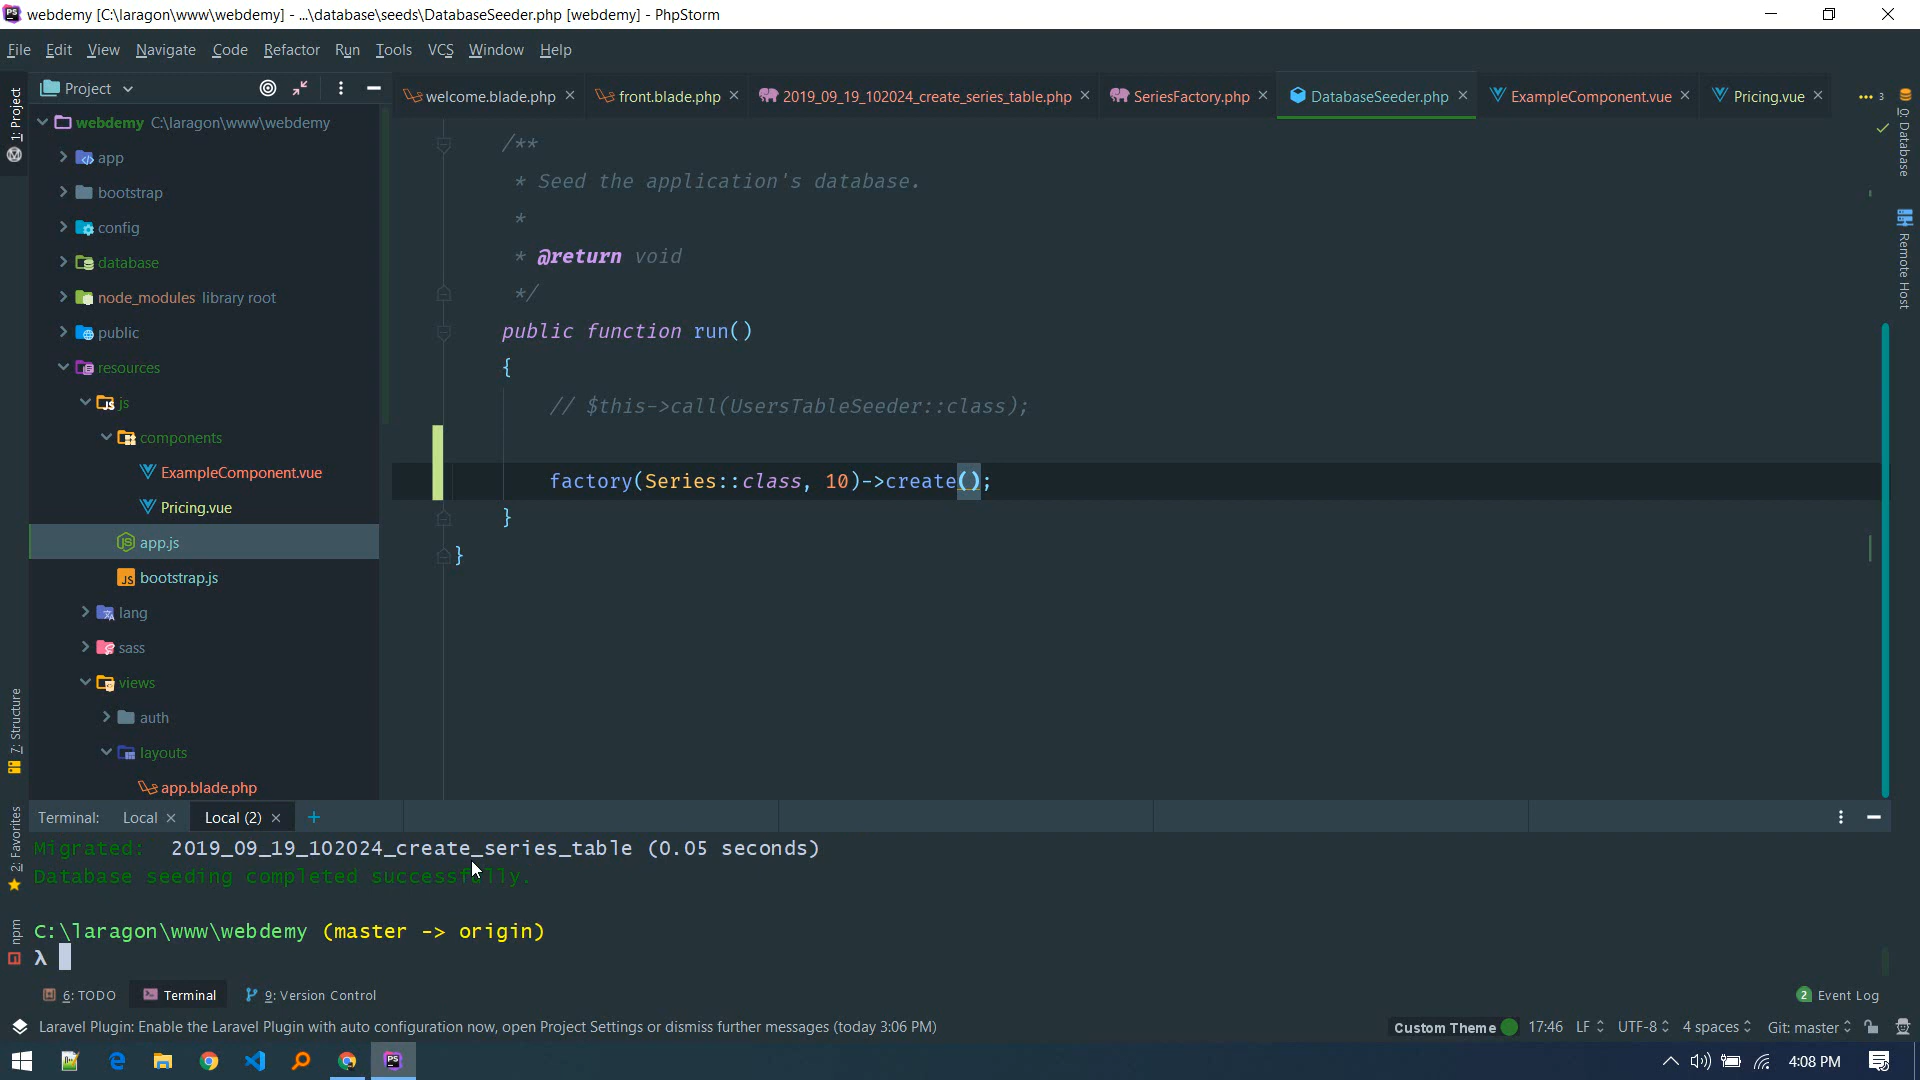 webdemy [C:\laragon\www\webdemy] - ...\database\seeds\DatabaseSeeder.php [webdemy] - PhpStorm
File Edit View Navigate Code Refactor Run Tools VCS Window Help
Project
welcome.blade.php
front.blade.php
2019_09_19_102024_create_series_table.php
SeriesFactory.php
DatabaseSeeder.php
ExampleComponent.vue
Pricing.vue
3
1: Project
7: Structure
2: Favorites
npm
webdemy C:\laragon\www\webdemy
app
bootstrap
config
database
node_modules library root
public
resources
js
components
ExampleComponent.vue
Pricing.vue
app.js
bootstrap.js
lang
sass
views
auth
layouts
app.blade.php
/**
* Seed the application's database.
*
* @return void
*/
public function run()
{
// $this->call(UsersTableSeeder::class);
factory(Series::class, 10)->create();
}
}
Database
Remote Host
Terminal: Local Local (2) +
Migrated: 2019_09_19_102024_create_series_table (0.05 seconds)
Database seeding completed successfully.
C:\laragon\www\webdemy (master -> origin)
λ
6: TODO Terminal 9: Version Control
2 Event Log
Laravel Plugin: Enable the Laravel Plugin with auto configuration now, open Project Settings or dismiss further messages (today 3:06 PM)
Custom Theme 17:46 LF UTF-8 4 spaces Git: master
4:08 PM